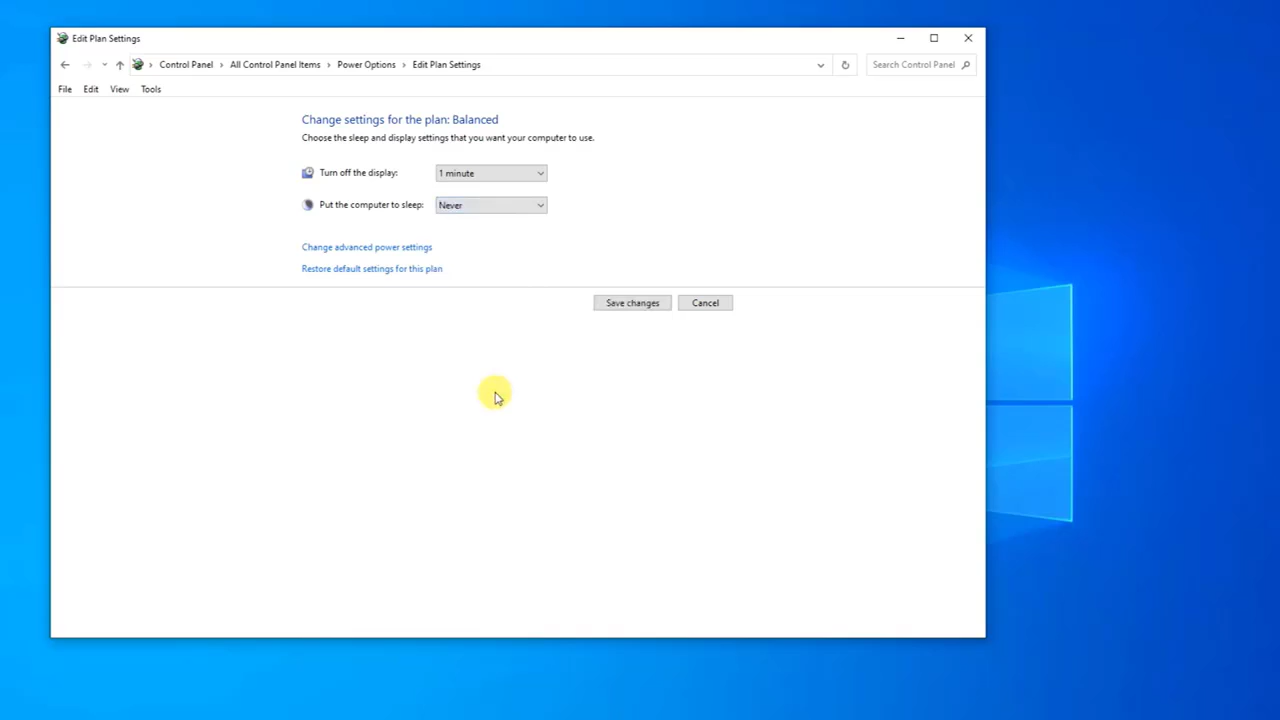 Edit Plan Settings
Control Panel
All Control Panel Items
Power Options
Edit Plan Settings
Search Control Panel
File
Edit
View
Tools
Change settings for the plan: Balanced
Choose the sleep and display settings that you want your computer to use.
Turn off the display:
1 minute
Put the computer to sleep:
Never
Change advanced power settings
Restore default settings for this plan
Save changes
Cancel